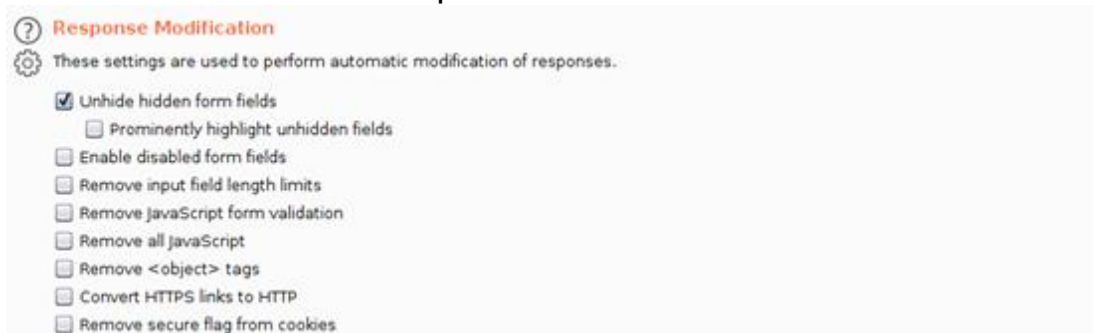 Response Modification
These settings are used to perform automatic modification of responses.
Unhide hidden form fields
Prominently highlight unhidden fields
Enable disabled form fields
Remove input field length limits
Remove JavaScript form validation
Remove all JavaScript
Remove <object> tags
Convert HTTPS links to HTTP
Remove secure flag from cookies